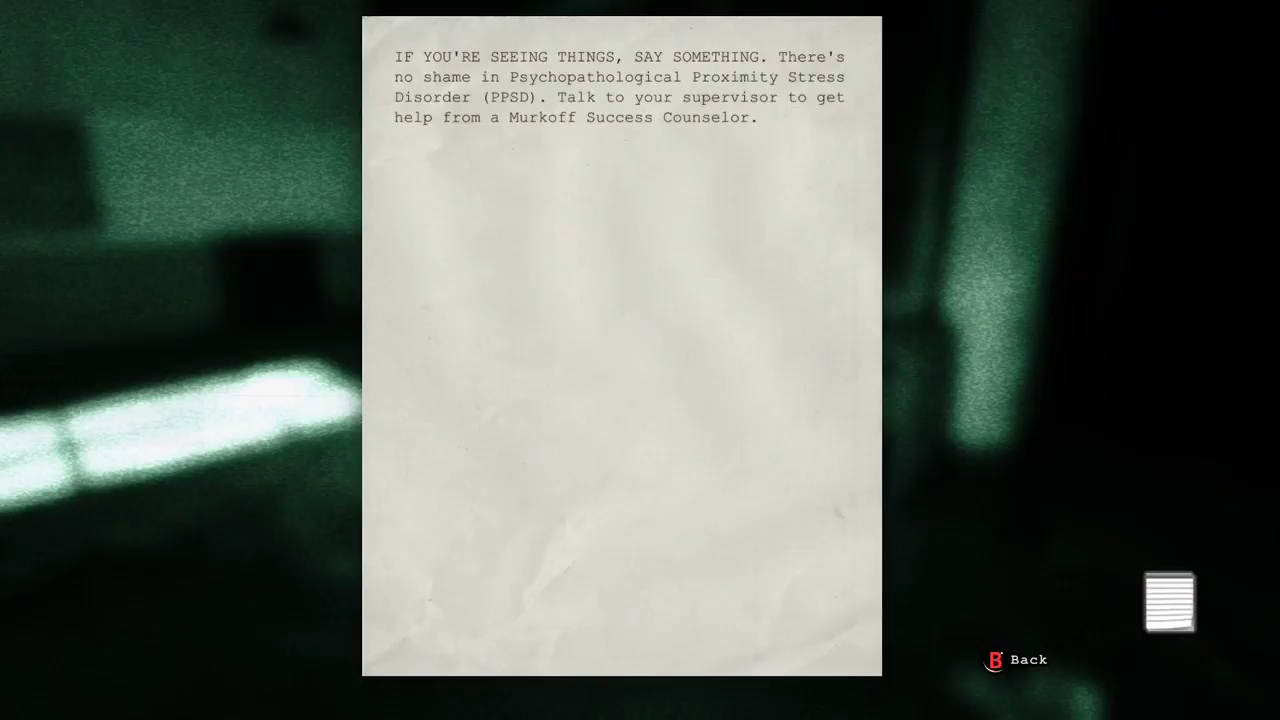 IF YOU'RE SEEING THINGS, SAY SOMETHING. There's
no shame in Psychopathological Proximity Stress
Disorder (PPSD). Talk to your supervisor to get
help from a Murkoff Success Counselor.
B Back